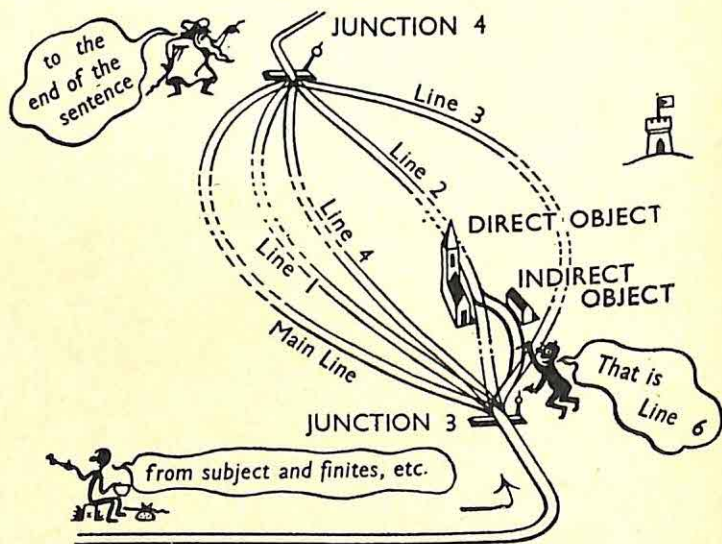 JUNCTION 4
to the
end of the
sentence
Line 3
Line 2
Line 4
Line 1
Main Line
DIRECT OBJECT
INDIRECT
OBJECT
That is
Line 6
JUNCTION 3
from subject and finites, etc.